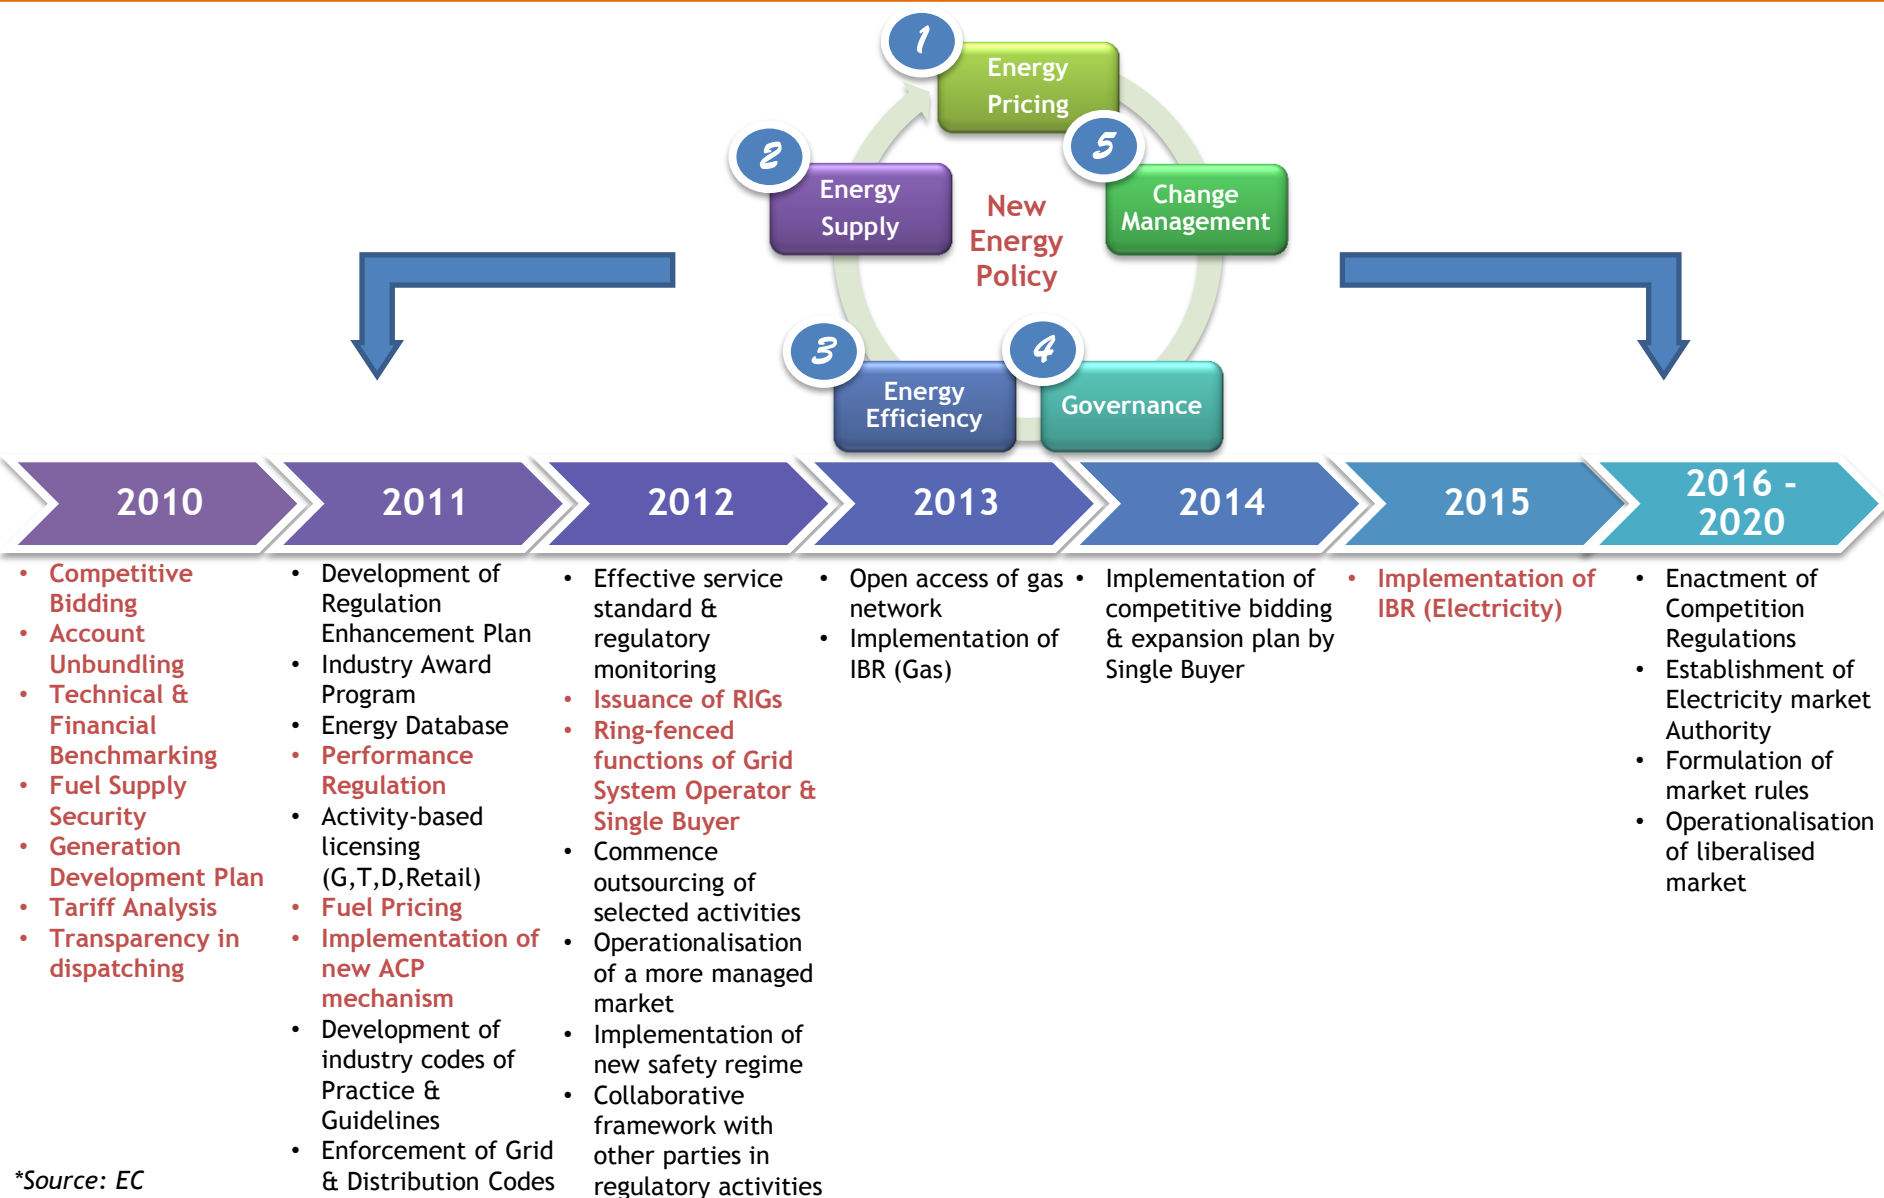 1
Energy
Pricing
2
Energy
Supply
5
Change
Management
New
Energy
Policy
3
Energy
Efficiency
4
Governance
2010
2011
2012
2013
2014
2015
2016 -
2020
• Competitive
Bidding
• Account
Unbundling
• Technical &
Financial
Benchmarking
• Fuel Supply
Security
• Generation
Development Plan
• Tariff Analysis
• Transparency in
dispatching
• Development of
Regulation
Enhancement Plan
• Industry Award
Program
• Energy Database
• Performance
Regulation
• Activity-based
licensing
(G,T,D,Retail)
• Fuel Pricing
• Implementation of
new ACP
mechanism
• Development of
industry codes of
Practice &
Guidelines
• Enforcement of Grid
& Distribution Codes
• Effective service
standard &
regulatory
monitoring
• Issuance of RIGs
• Ring-fenced
functions of Grid
System Operator &
Single Buyer
• Commence
outsourcing of
selected activities
• Operationalisation
of a more managed
market
• Implementation of
new safety regime
• Collaborative
framework with
other parties in
regulatory activities
• Open access of gas
network
• Implementation of
IBR (Gas)
• Implementation of
competitive bidding
& expansion plan by
Single Buyer
• Implementation of
IBR (Electricity)
• Enactment of
Competition
Regulations
• Establishment of
Electricity market
Authority
• Formulation of
market rules
• Operationalisation
of liberalised
market
*Source: EC